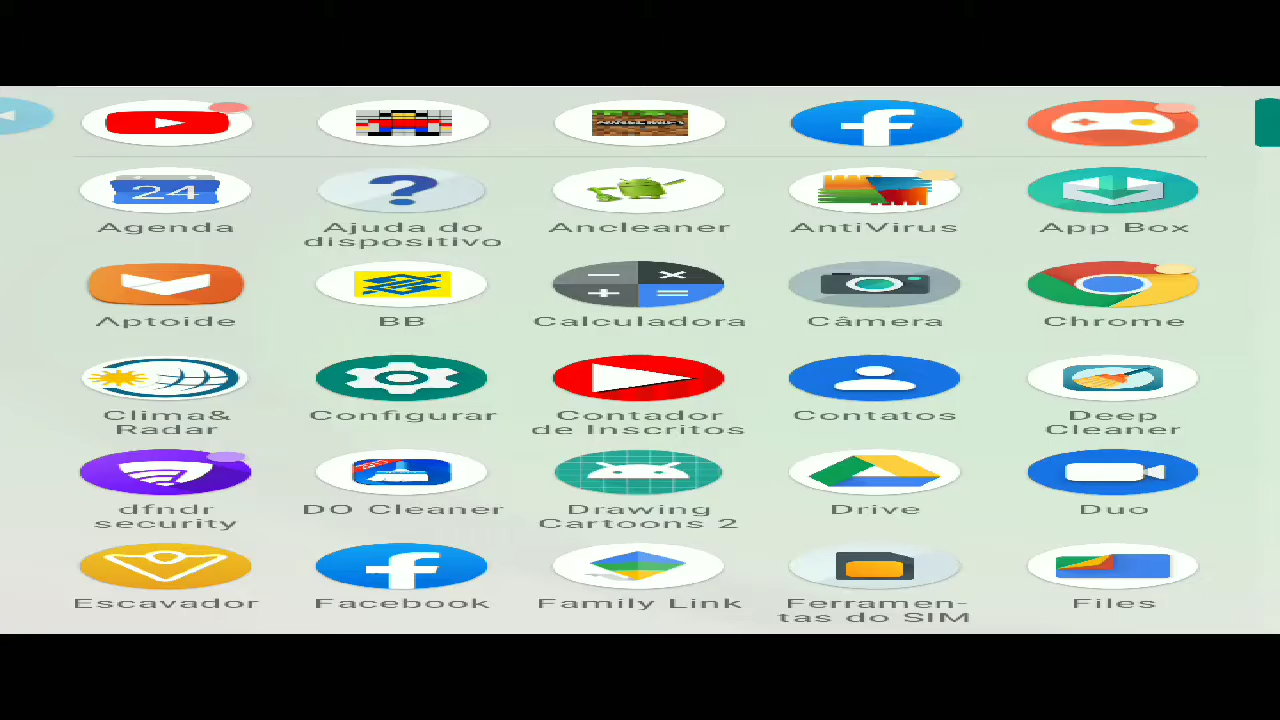 24
Agenda
Ajuda do
dispositivo
Ancleaner
AntiVirus
App Box
Aptoide
BB
Calculadora
Câmera
Chrome
Clima&
Radar
Configurar
Contador
de Inscritos
Contatos
Deep
Cleaner
dfndr
security
DO Cleaner
Drawing
Cartoons 2
Drive
Duo
Escavador
Facebook
Family Link
Ferramen-
tas do SIM
Files